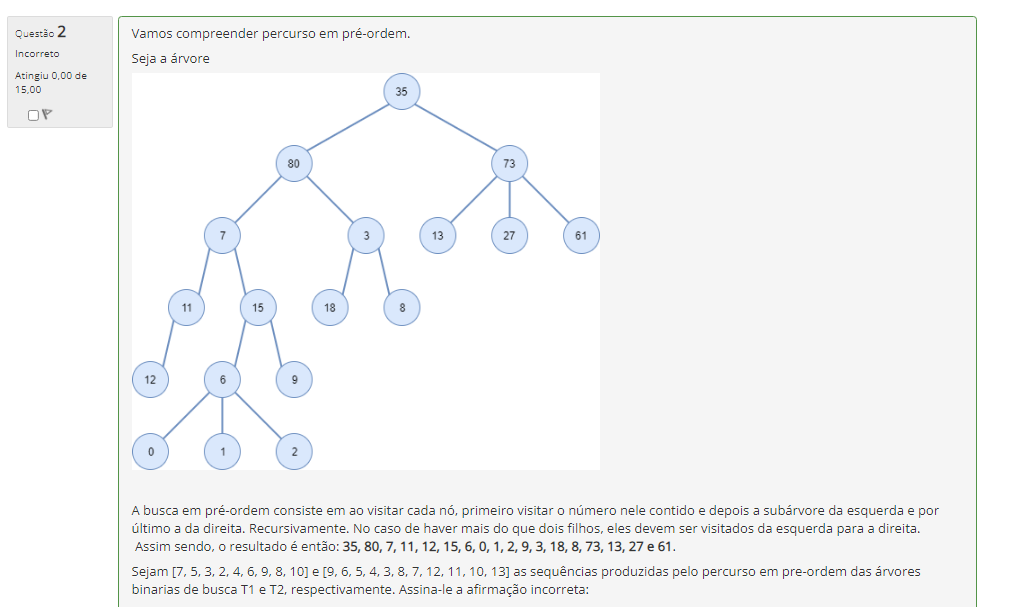 Questão 2
Incorreto
Atingiu 0,00 de
15,00
Vamos compreender percurso em pré-ordem.
Seja a árvore
35
80
73
7
3
13
27
61
11
15
18
8
12
6
9
0
1
2
A busca em pré-ordem consiste em ao visitar cada nó, primeiro visitar o número nele contido e depois a subárvore da esquerda e por
último a da direita. Recursivamente. No caso de haver mais do que dois filhos, eles devem ser visitados da esquerda para a direita.
Assim sendo, o resultado é então: 35, 80, 7, 11, 12, 15, 6, 0, 1, 2, 9, 3, 18, 8, 73, 13, 27 e 61.
Sejam [7, 5, 3, 2, 4, 6, 9, 8, 10] e [9, 6, 5, 4, 3, 8, 7, 12, 11, 10, 13] as sequências produzidas pelo percurso em pre-ordem das árvores
binarias de busca T1 e T2, respectivamente. Assina-le a afirmação incorreta: